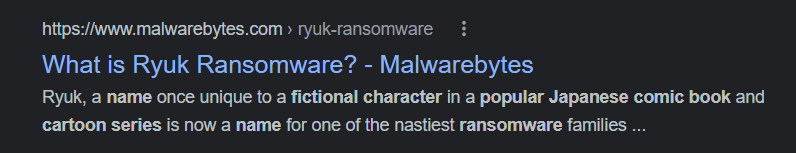 https://www.malwarebytes.com › ryuk-ransomware
What is Ryuk Ransomware? - Malwarebytes
Ryuk, a name once unique to a fictional character in a popular Japanese comic book and
cartoon series is now a name for one of the nastiest ransomware families ...